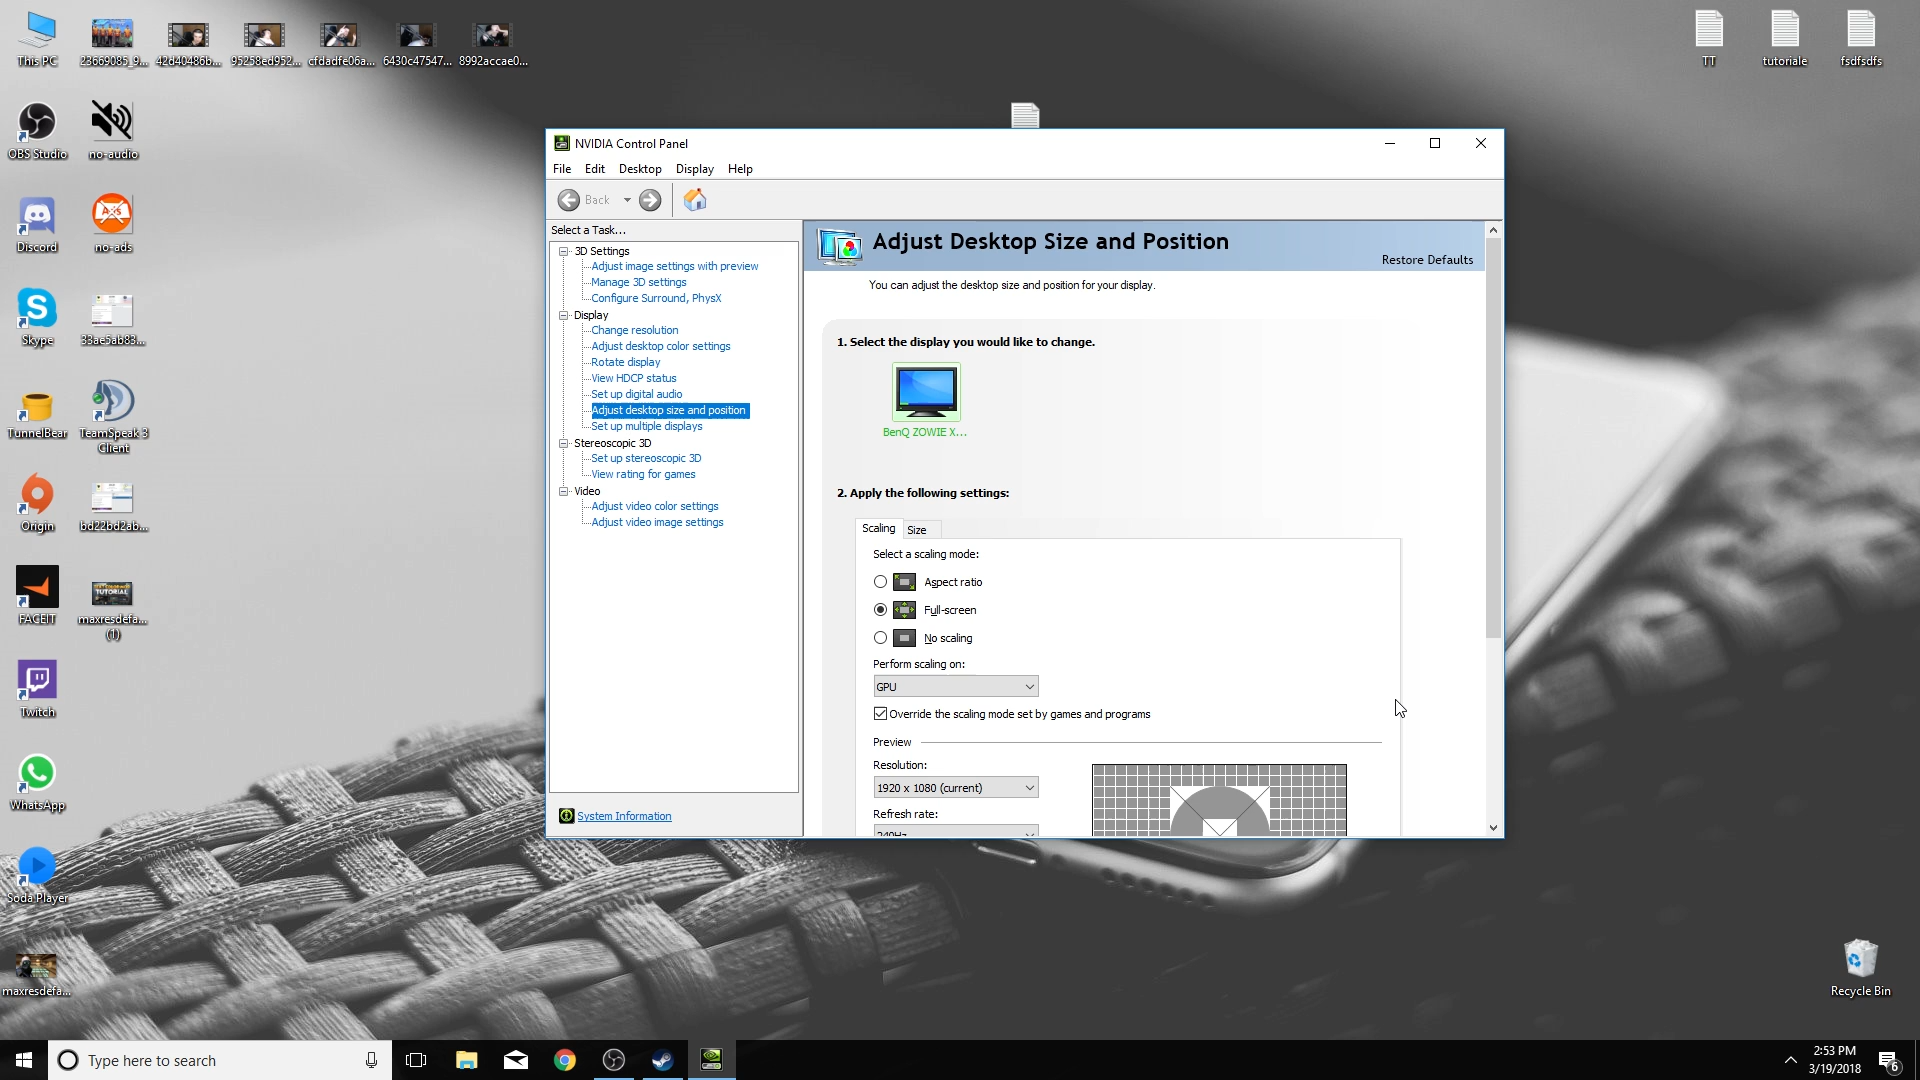 This PC
23669085_9...
42d40486b...
95258ed952...
cfdadfe06a...
6430c47547...
8992accae0...
TT
tutoriale
fsdfsdfs
OBS Studio
no-audio
Discord
no-ads
Skype
33ae5ab83...
TunnelBear
TeamSpeak 3
Client
Origin
bd22bd2ab...
FACEIT
TUTORIAL
maxresdefa...
(1)
Twitch
WhatsApp
Soda Player
maxresdefa...
Recycle Bin
NVIDIA Control Panel
File Edit Desktop Display Help
Back
Select a Task...
3D Settings
Adjust image settings with preview
Manage 3D settings
Configure Surround, PhysX
Display
Change resolution
Adjust desktop color settings
Rotate display
View HDCP status
Set up digital audio
Adjust desktop size and position
Set up multiple displays
Stereoscopic 3D
Set up stereoscopic 3D
View rating for games
Video
Adjust video color settings
Adjust video image settings
System Information
Adjust Desktop Size and Position
Restore Defaults
You can adjust the desktop size and position for your display.
1. Select the display you would like to change.
BenQ ZOWIE X...
2. Apply the following settings:
Scaling Size
Select a scaling mode:
Aspect ratio
Full-screen
No scaling
Perform scaling on:
GPU
Override the scaling mode set by games and programs
Preview
Resolution:
1920 x 1080 (current)
Refresh rate:
240Hz
Type here to search
2:53 PM
3/19/2018
6